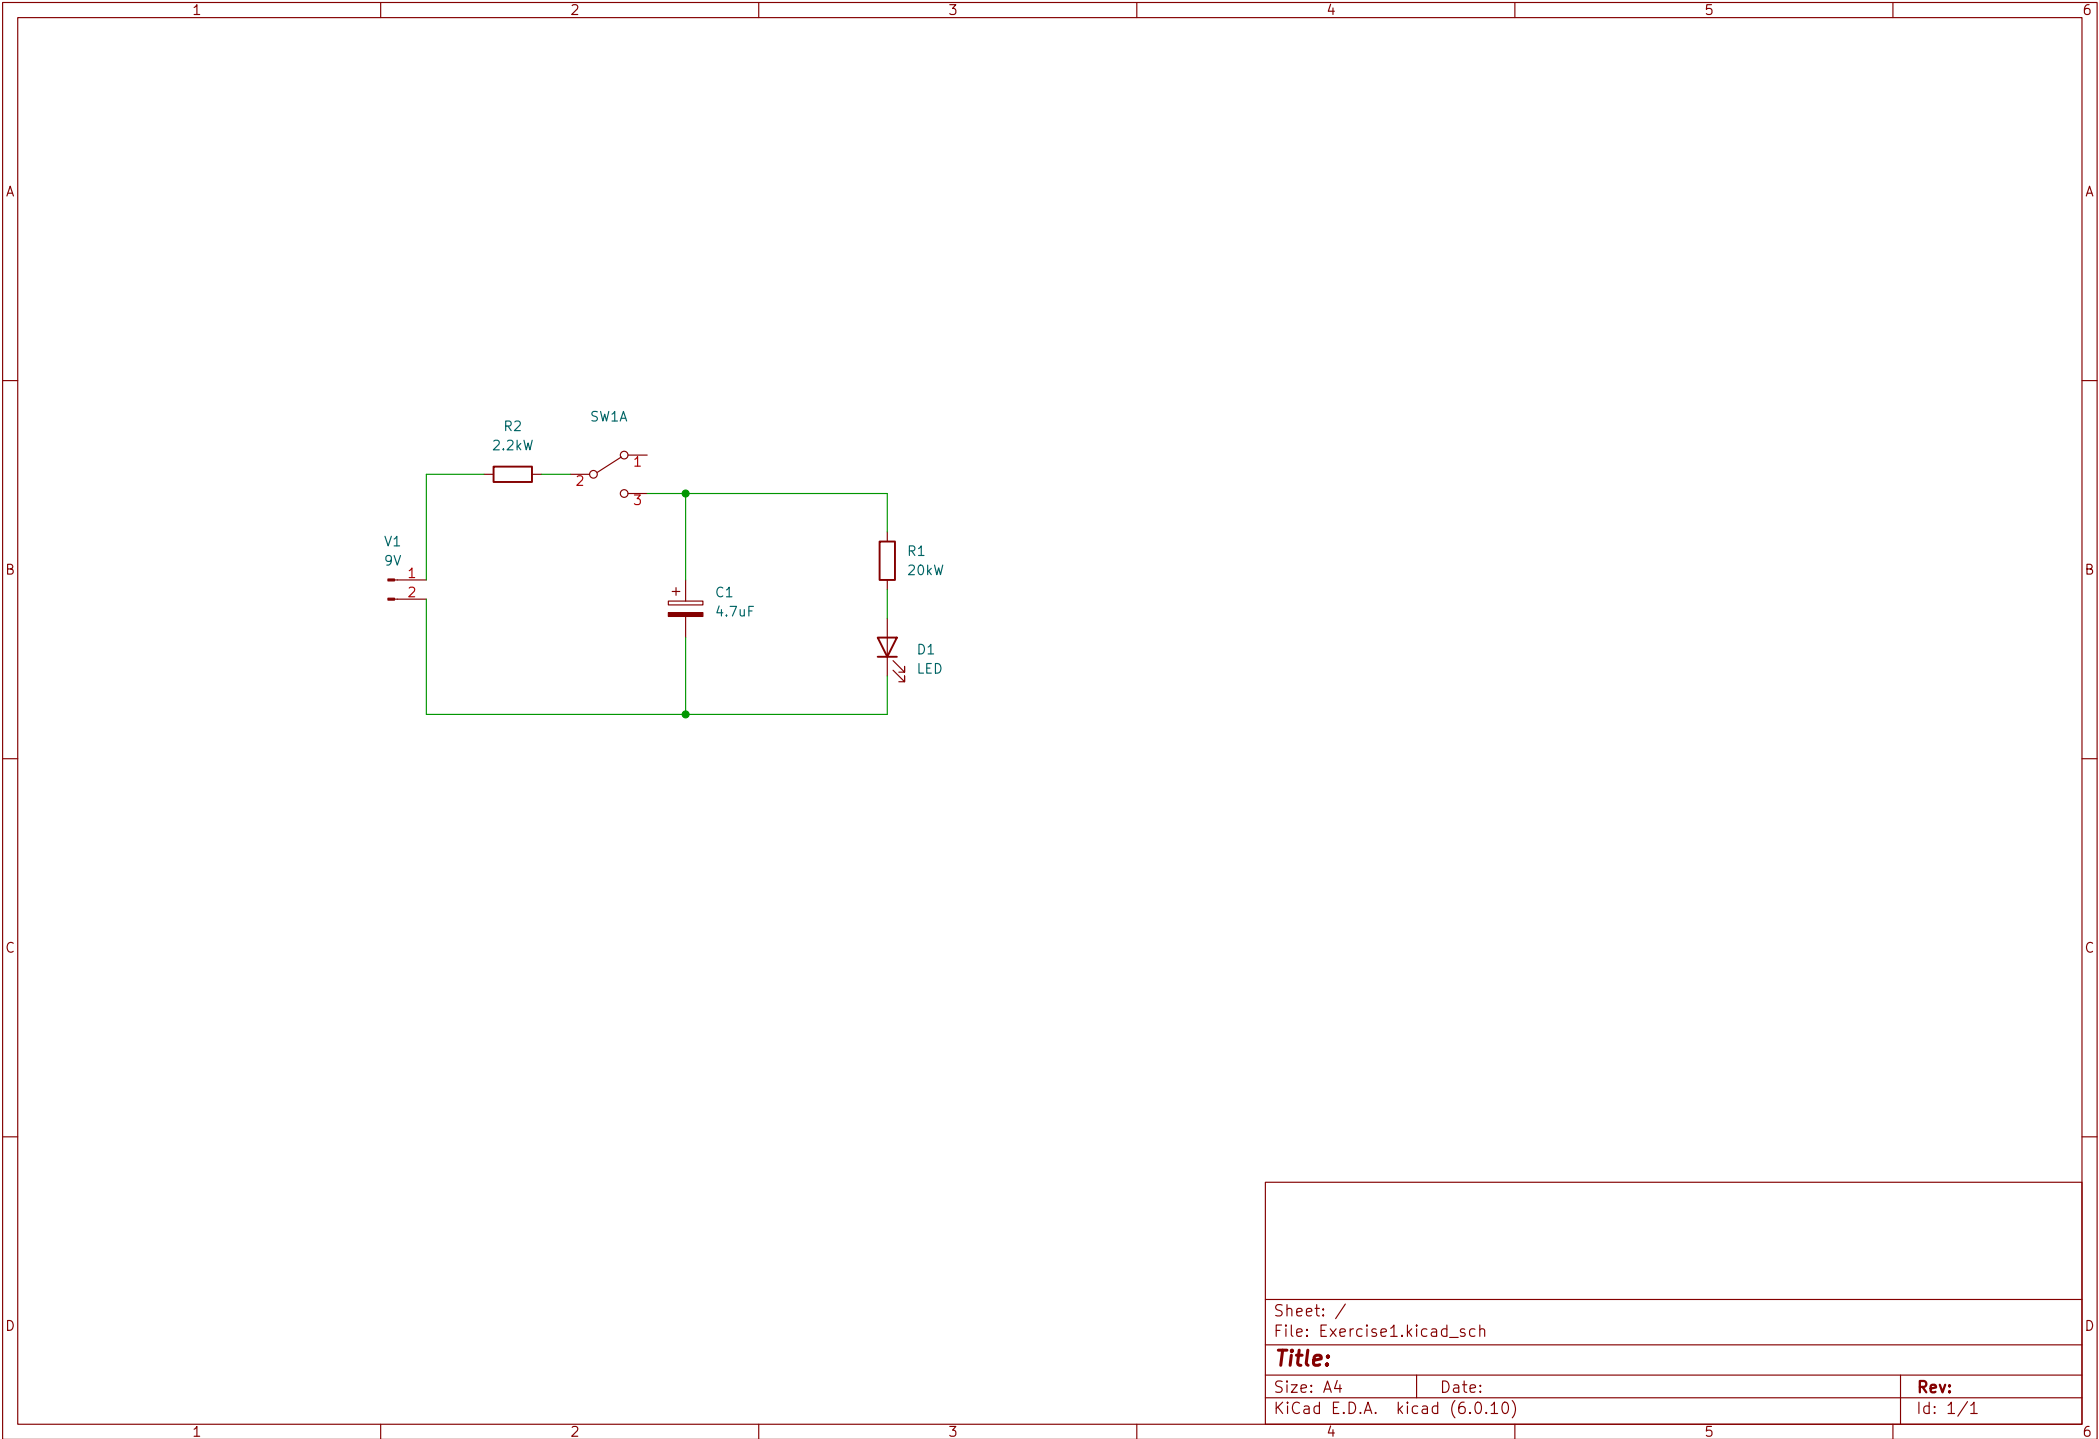 1 2 3 4 5 6
A A
SW1A
R2
2.2kW
1
2
3
V1
9V
1
2
R1
20kW
B B
+
C1
4.7uF
D1
LED
C C
Sheet: /
File: Exercise1.kicad_sch
D D
Title:
Size: A4 Date: Rev:
KiCad E.D.A. kicad (6.0.10) Id: 1/1
1 2 3 4 5 6